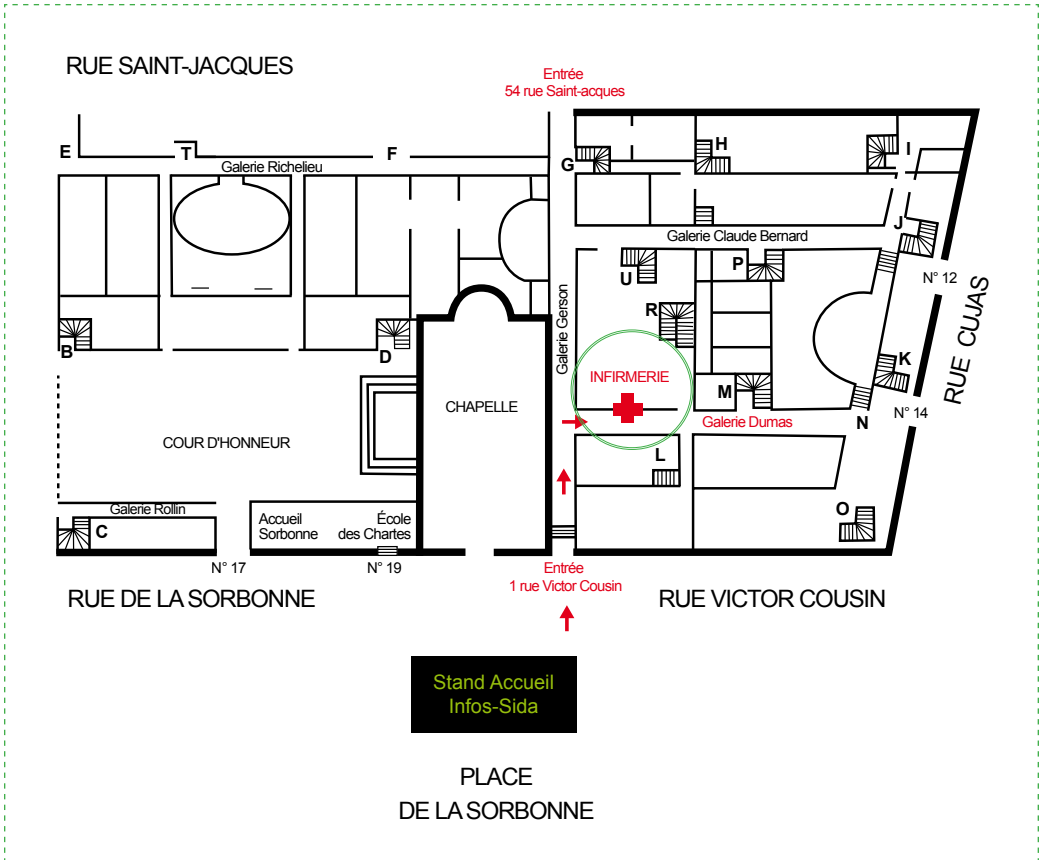 RUE SAINT-JACQUES
Entrée
54 rue Saint-acques
E
T
F
G
H
I
Galerie Richelieu
J
Galerie Claude Bernard
U
P
N° 12
B
D
R
Galerie Gerson
RUE CUJAS
K
INFIRMERIE
M
CHAPELLE
N° 14
Galerie Dumas
N
COUR D'HONNEUR
L
Galerie Rollin
C
Accueil
Sorbonne
École
des Chartes
O
N° 17
N° 19
Entrée
1 rue Victor Cousin
RUE DE LA SORBONNE
RUE VICTOR COUSIN
Stand Accueil
Infos-Sida
PLACE
DE LA SORBONNE